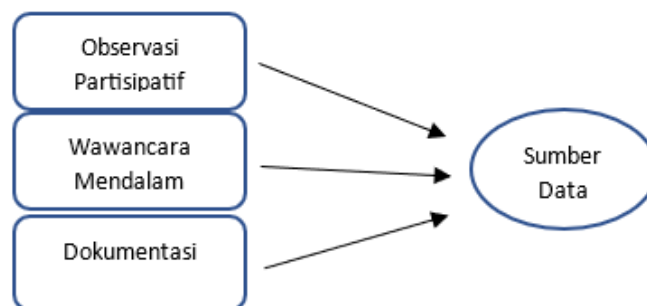 Observasi
Partisipatif
Wawancara
Mendalam
Dokumentasi
Sumber
Data